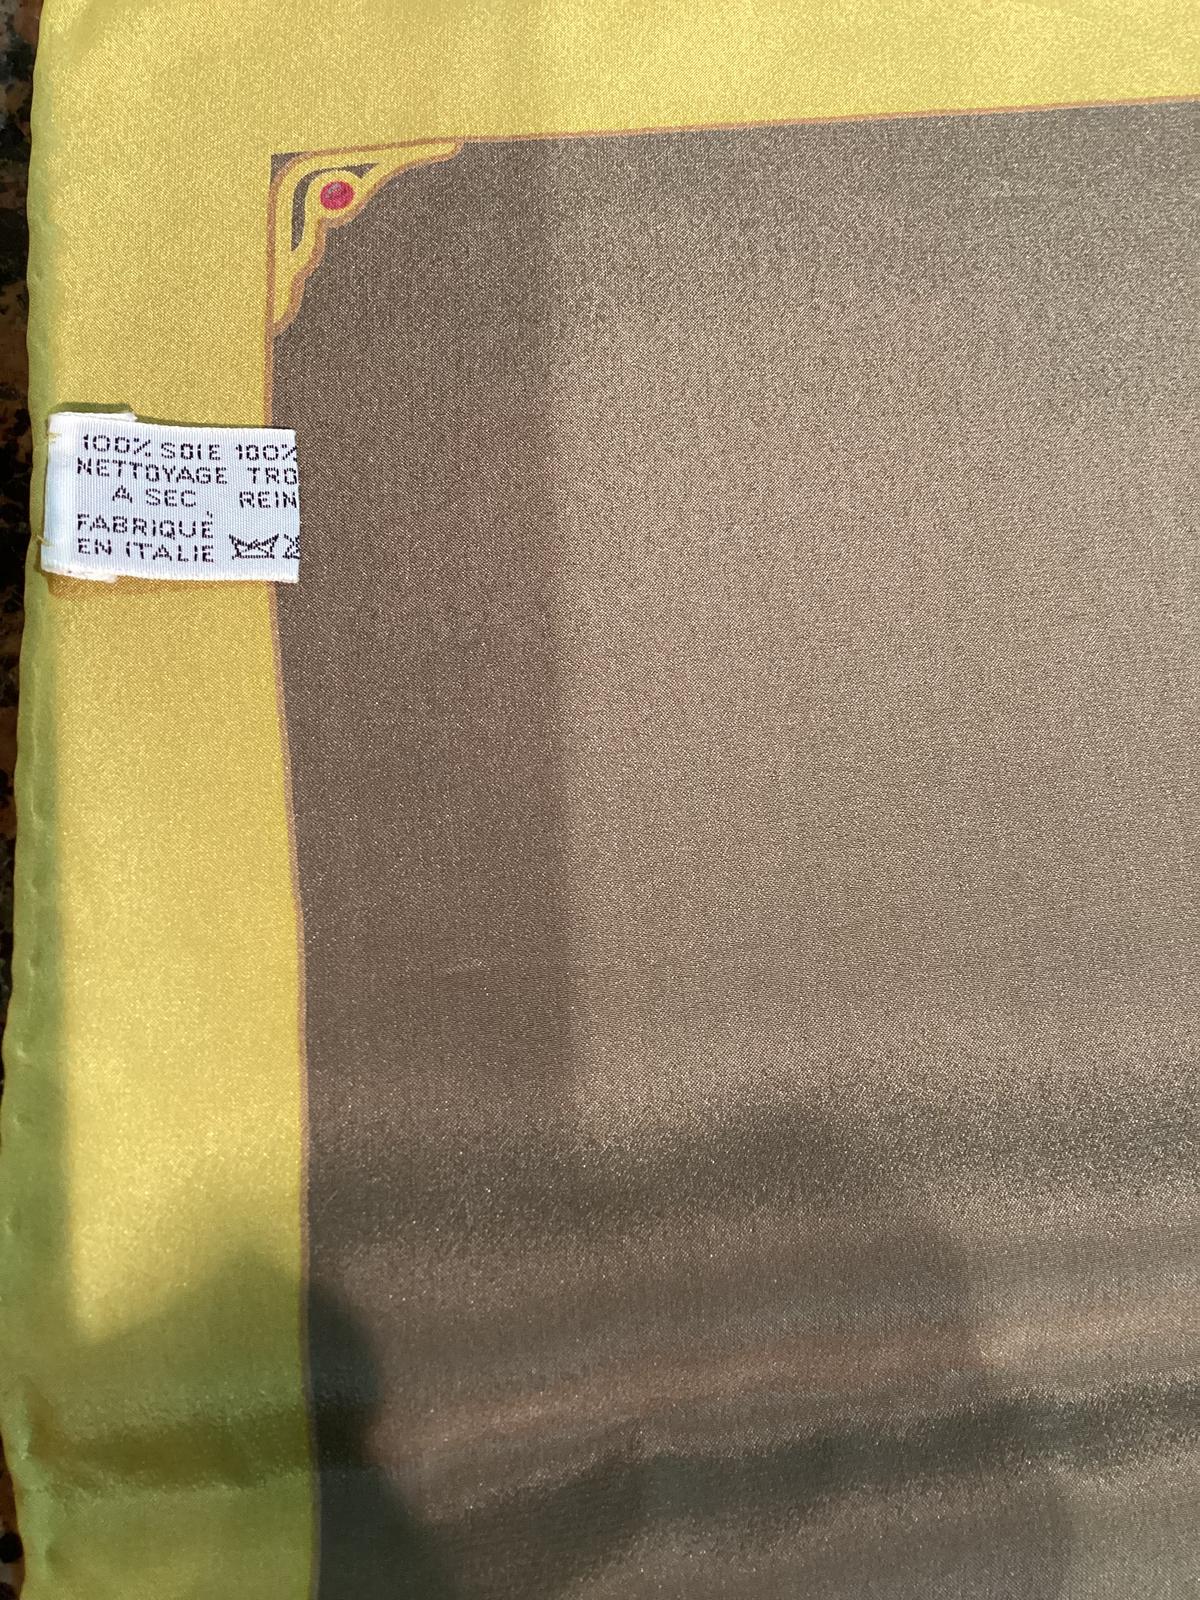 100% SOIE 100%
NETTOYAGE TRO
A SEC REIN
FABRIQUÉ
EN ITALIE